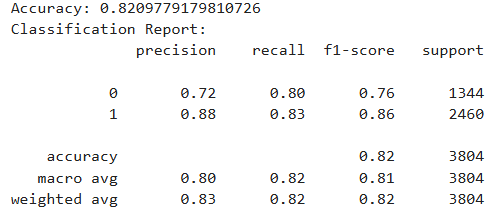 Accuracy: 0.8209779179810726
Classification Report:
precision recall f1-score support
0 0.72 0.80 0.76 1344
1 0.88 0.83 0.86 2460
accuracy 0.82 3804
macro avg 0.80 0.82 0.81 3804
weighted avg 0.83 0.82 0.82 3804